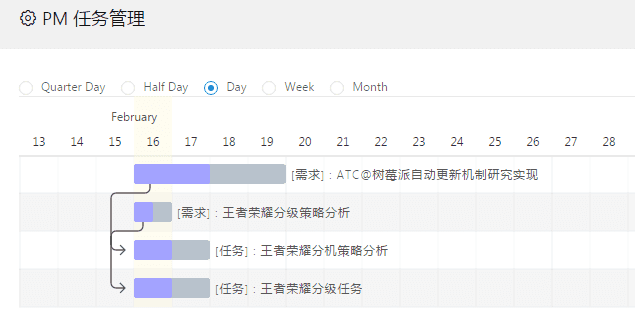 PM 任务管理
Quarter Day Half Day Day Week Month
February
13 14 15 16 17 18 19 20 21 22 23 24 25 26 27 28
[需求]：ATC@树莓派自动更新机制研究实现
[需求]：王者荣耀分级策略分析
[任务]：王者荣耀分机策略分析
[任务]：王者荣耀分级任务